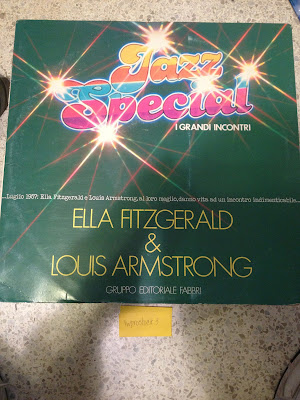 Jazz
Special
I GRANDI INCONTRI
...Luglio 1957: Ella Fitzgerald e Louis Armstrong, al loro meglio, danno vita ad un incontro indimenticabile...
ELLA FITZGERALD
&
LOUIS ARMSTRONG
GRUPPO EDITORIALE FABBRI